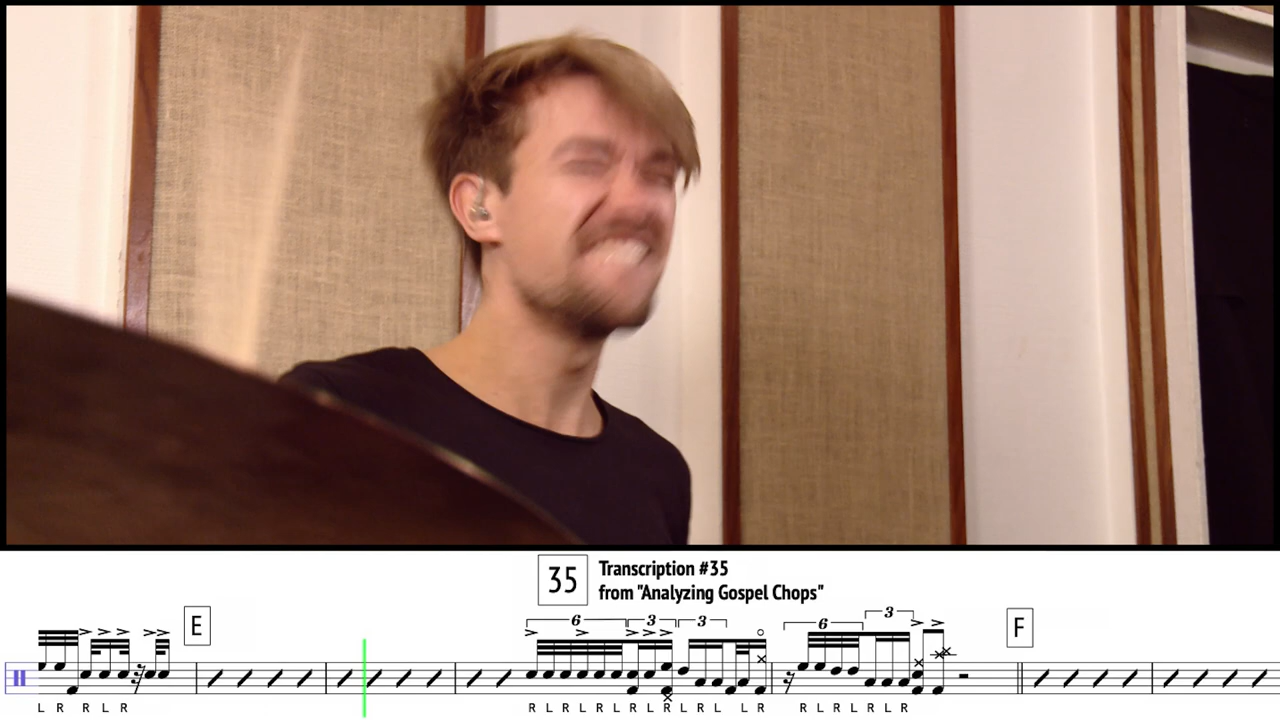 35
Transcription #35
from "Analyzing Gospel Chops"
6 3 3 6 3
E F
L R R L R R L R L R L R L R L R L R R L R L R L R